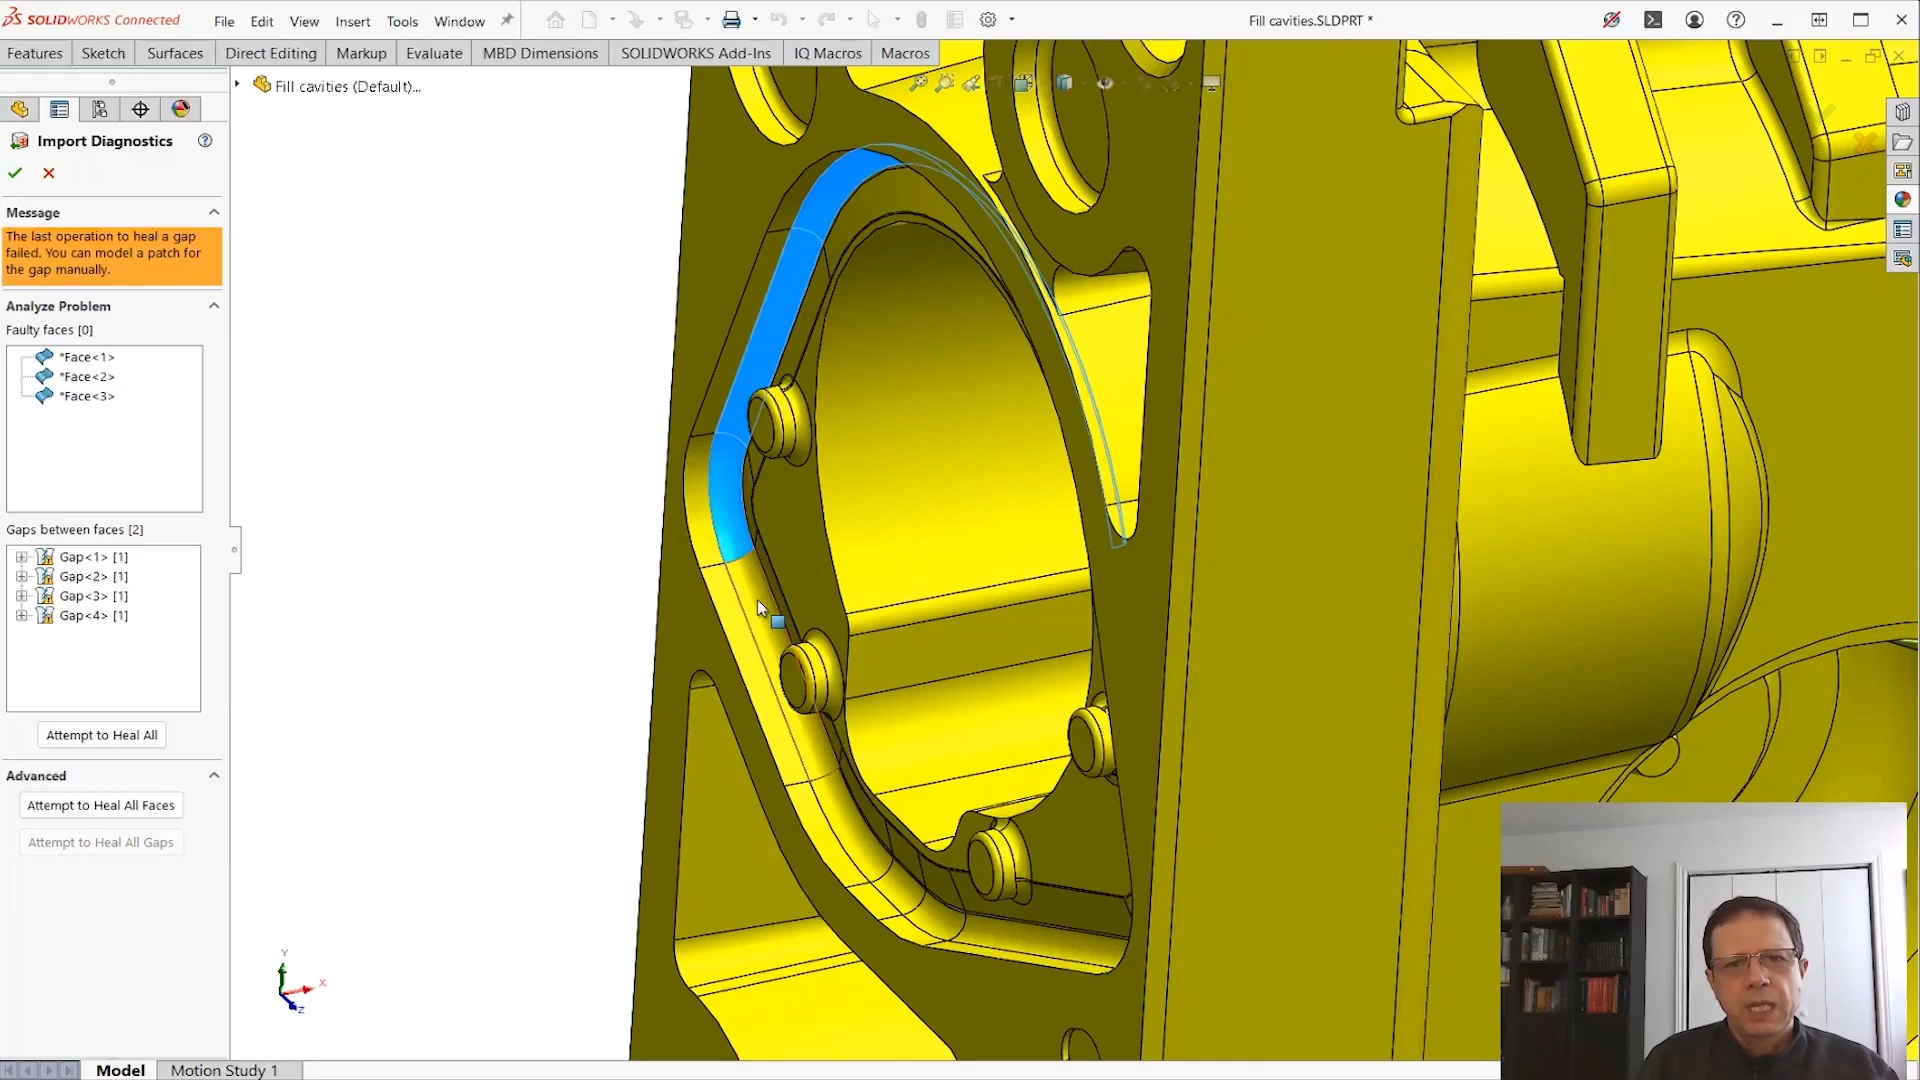 SOLIDWORKS Connected
File Edit View Insert Tools Window
Fill cavities.SLDPRT *
Features Sketch Surfaces Direct Editing Markup Evaluate MBD Dimensions SOLIDWORKS Add-Ins IQ Macros Macros
Fill cavities (Default)...
Import Diagnostics
Message
The last operation to heal a gap
failed. You can model a patch for
the gap manually.
Analyze Problem
Faulty faces [0]
*Face<1>
*Face<2>
*Face<3>
Gaps between faces [2]
Gap<1> [1]
Gap<2> [1]
Gap<3> [1]
Gap<4> [1]
Attempt to Heal All
Advanced
Attempt to Heal All Faces
Attempt to Heal All Gaps
Y
X
Z
Model Motion Study 1